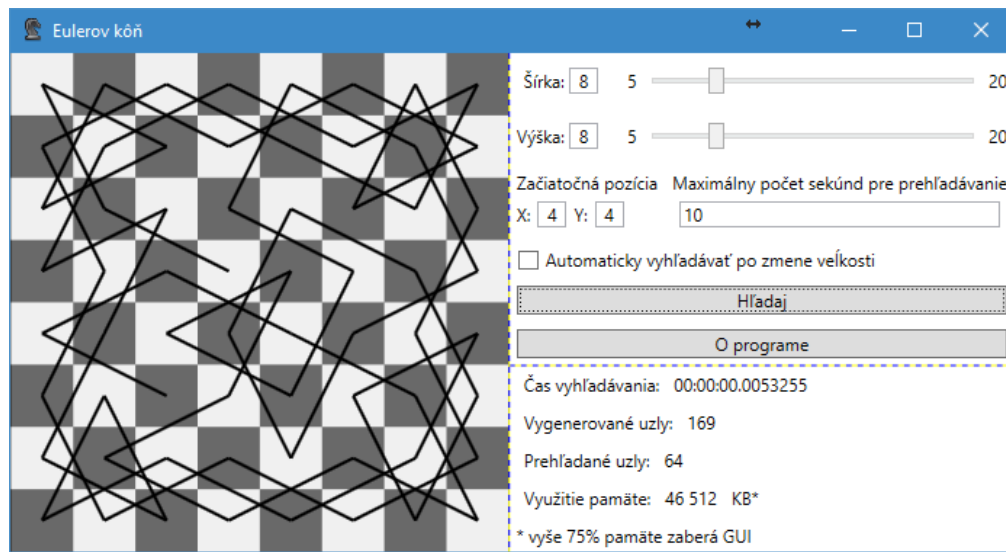 Eulerov kôň
Šírka: 8 5 20
Výška: 8 5 20
Začiatočná pozícia Maximálny počet sekúnd pre prehľadávanie
X: 4 Y: 4 10
Automaticky vyhľadávať po zmene veľkosti
Hľadaj
O programe
Čas vyhľadávania: 00:00:00.0053255
Vygenerované uzly: 169
Prehľadané uzly: 64
Využitie pamäte: 46 512 KB*
* vyše 75% pamäte zaberá GUI